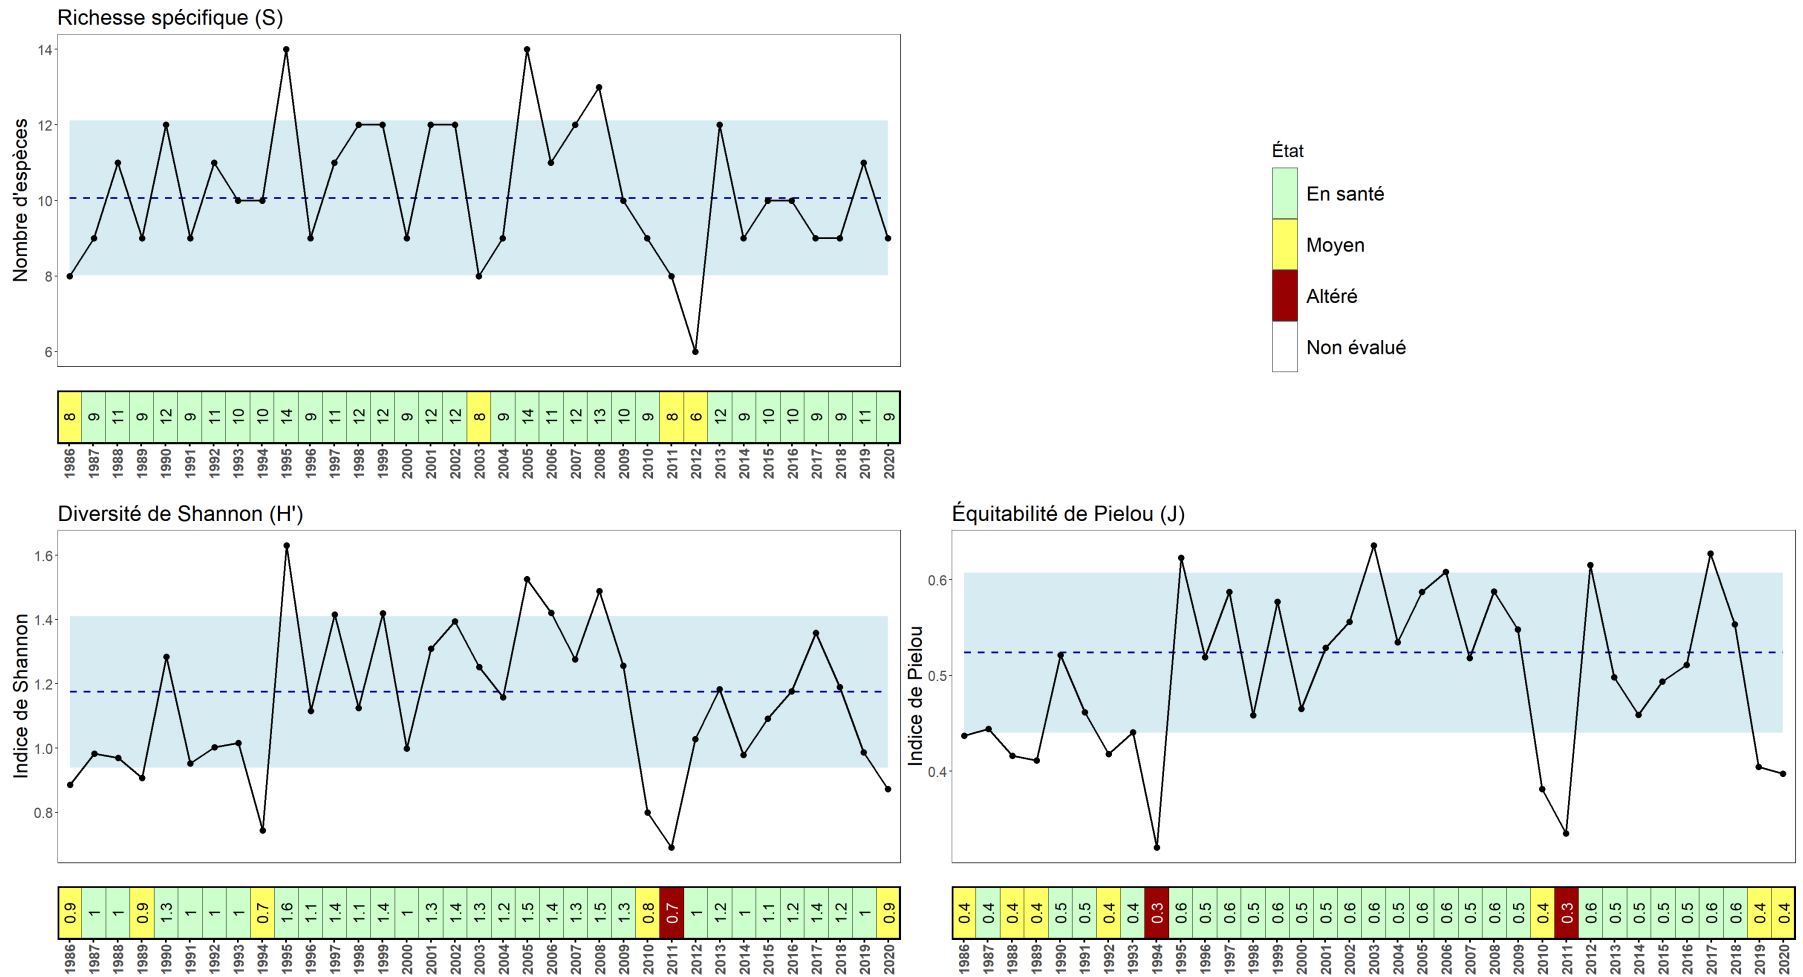 Richesse spécifique (S)
Nombre d'espèces
14
12
10
8
6
8 9 11 9 12 9 11 10 10 14 9 11 12 12 9 12 12 8 9 14 11 12 13 10 9 8 6 12 9 10 10 9 9 11 9
1986 1987 1988 1989 1990 1991 1992 1993 1994 1995 1996 1997 1998 1999 2000 2001 2002 2003 2004 2005 2006 2007 2008 2009 2010 2011 2012 2013 2014 2015 2016 2017 2018 2019 2020
État
En santé
Moyen
Altéré
Non évalué
Diversité de Shannon (H')
Indice de Shannon
1.6
1.4
1.2
1.0
0.8
0.9 1 1 0.9 1.3 1 1 1 0.7 1.6 1.1 1.4 1.1 1.4 1 1.3 1.4 1.3 1.2 1.5 1.4 1.3 1.5 1.3 0.8 0.7 1 1.2 1 1.1 1.2 1.4 1.2 1 0.9
1986 1987 1988 1989 1990 1991 1992 1993 1994 1995 1996 1997 1998 1999 2000 2001 2002 2003 2004 2005 2006 2007 2008 2009 2010 2011 2012 2013 2014 2015 2016 2017 2018 2019 2020
Équitabilité de Pielou (J)
Indice de Pielou
0.6
0.5
0.4
0.4 0.4 0.4 0.4 0.5 0.5 0.4 0.4 0.3 0.6 0.5 0.6 0.5 0.6 0.5 0.5 0.6 0.6 0.5 0.6 0.6 0.5 0.6 0.5 0.4 0.3 0.6 0.5 0.5 0.5 0.5 0.6 0.6 0.4 0.4
1986 1987 1988 1989 1990 1991 1992 1993 1994 1995 1996 1997 1998 1999 2000 2001 2002 2003 2004 2005 2006 2007 2008 2009 2010 2011 2012 2013 2014 2015 2016 2017 2018 2019 2020